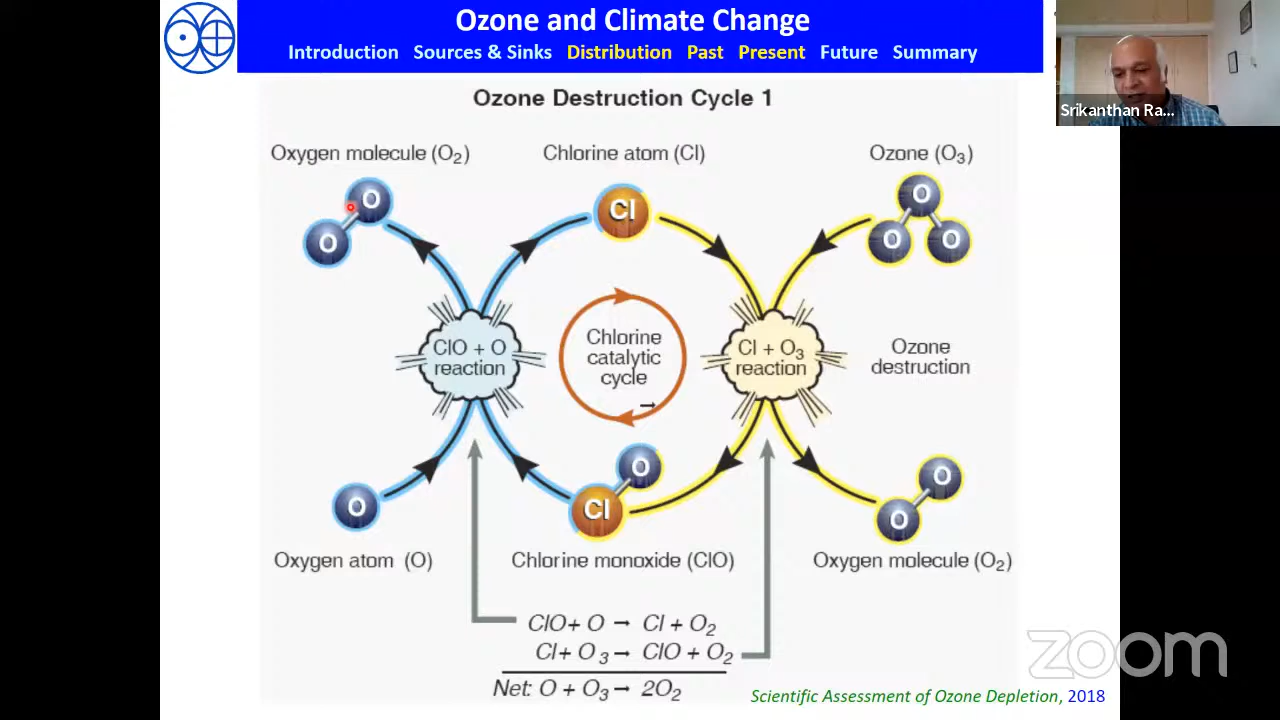 Ozone and Climate Change
Introduction Sources & Sinks Distribution Past Present Future Summary
Srikanthan Ra...
Ozone Destruction Cycle 1
Oxygen molecule (O₂)
Chlorine atom (Cl)
Ozone (O₃)
O
O
Cl
O
O
O
ClO + O
reaction
Chlorine
catalytic
cycle
Cl + O₃
reaction
Ozone
destruction
O
Cl
O
O
O
Oxygen atom (O)
Chlorine monoxide (ClO)
Oxygen molecule (O₂)
ClO + O → Cl + O₂
Cl + O₃ → ClO + O₂
Net: O + O₃ → 2O₂
Scientific Assessment of Ozone Depletion, 2018
zoom